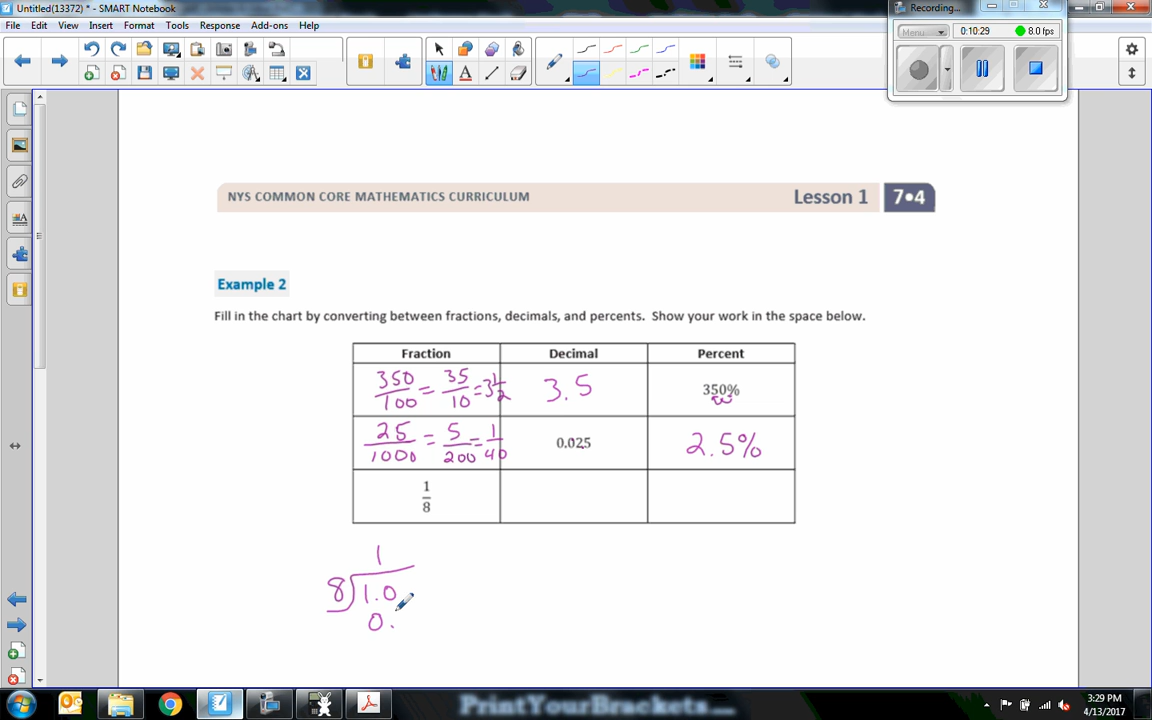 Untitled(13372) * - SMART Notebook
File Edit View Insert Format Tools Response Add-ons Help
Recording...
Menu 0:10:29 8.0 fps
NYS COMMON CORE MATHEMATICS CURRICULUM Lesson 1 7•4
Example 2
Fill in the chart by converting between fractions, decimals, and percents. Show your work in the space below.
Fraction Decimal Percent
350/100 = 35/10 = 3 1/2 3.5 350%
25/1000 = 5/200 = 1/40 0.025 2.5%
1/8
1
8 1.0
0.
PrintYourBrackets.com
3:29 PM
4/13/2017